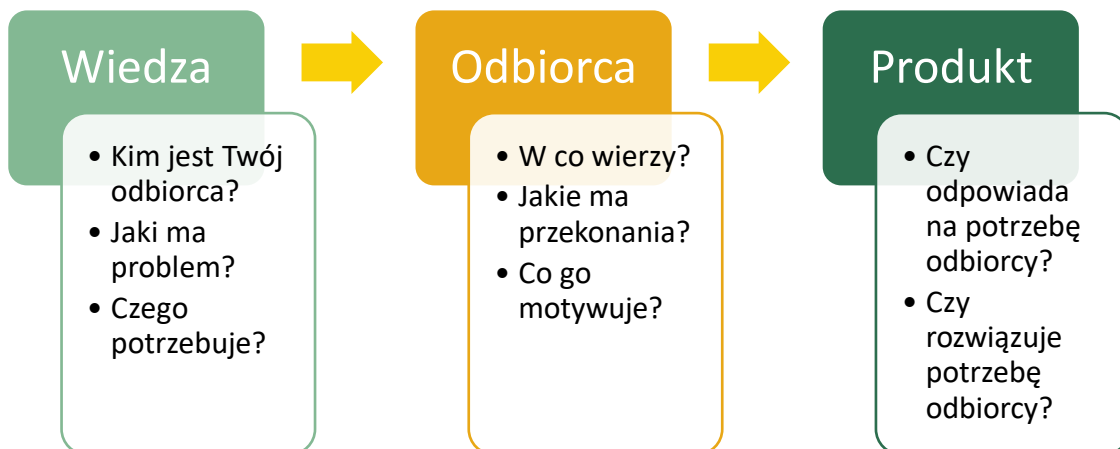 Wiedza
• Kim jest Twój
odbiorca?
• Jaki ma
problem?
• Czego
potrzebuje?
Odbiorca
• W co wierzy?
• Jakie ma
przekonania?
• Co go
motywuje?
Produkt
• Czy
odpowiada
na potrzebę
odbiorcy?
• Czy
rozwiązuje
potrzebę
odbiorcy?